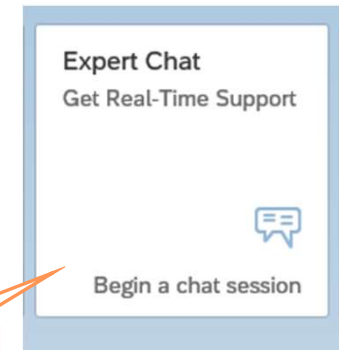 Expert Chat
Get Real-Time Support
Begin a chat session